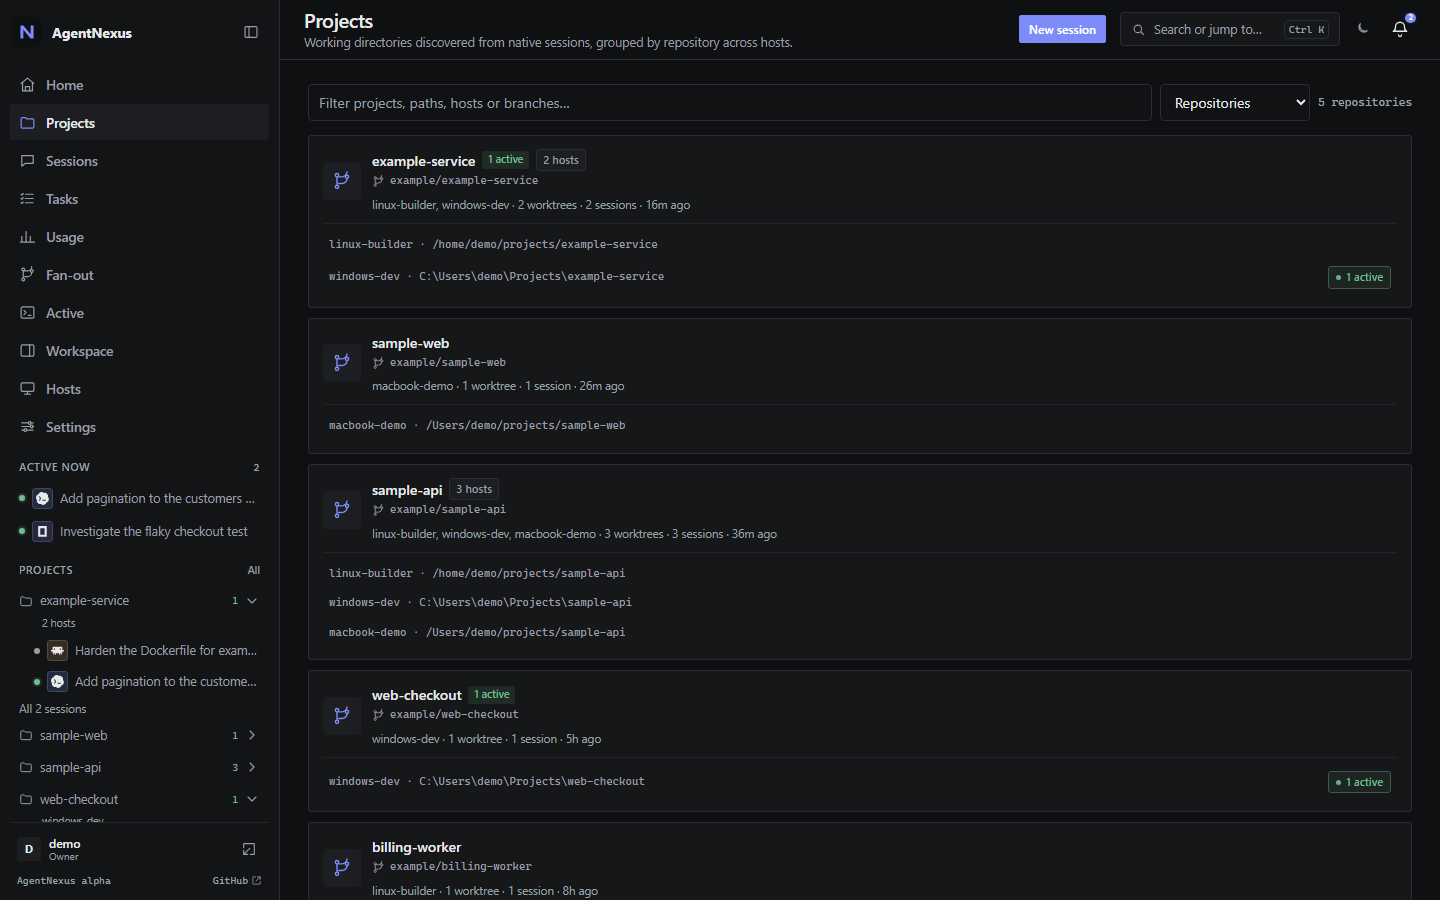 AgentNexus
Home
Projects
Sessions
Tasks
Usage
Fan-out
Active
Workspace
Hosts
Settings
ACTIVE NOW 2
Add pagination to the customers ...
Investigate the flaky checkout test
PROJECTS All
example-service 1
2 hosts
Harden the Dockerfile for exam...
Add pagination to the custome...
All 2 sessions
sample-web 1
sample-api 3
web-checkout 1
windows-dev
D demo
Owner
AgentNexus alpha GitHub
Projects
Working directories discovered from native sessions, grouped by repository across hosts.
New session
Search or jump to... Ctrl K
2
Filter projects, paths, hosts or branches...
Repositories
5 repositories
example-service 1 active 2 hosts
example/example-service
linux-builder, windows-dev · 2 worktrees · 2 sessions · 16m ago
linux-builder · /home/demo/projects/example-service
windows-dev · C:\Users\demo\Projects\example-service 1 active
sample-web
example/sample-web
macbook-demo · 1 worktree · 1 session · 26m ago
macbook-demo · /Users/demo/projects/sample-web
sample-api 3 hosts
example/sample-api
linux-builder, windows-dev, macbook-demo · 3 worktrees · 3 sessions · 36m ago
linux-builder · /home/demo/projects/sample-api
windows-dev · C:\Users\demo\Projects\sample-api
macbook-demo · /Users/demo/projects/sample-api
web-checkout 1 active
example/web-checkout
windows-dev · 1 worktree · 1 session · 5h ago
windows-dev · C:\Users\demo\Projects\web-checkout 1 active
billing-worker
example/billing-worker
linux-builder · 1 worktree · 1 session · 8h ago